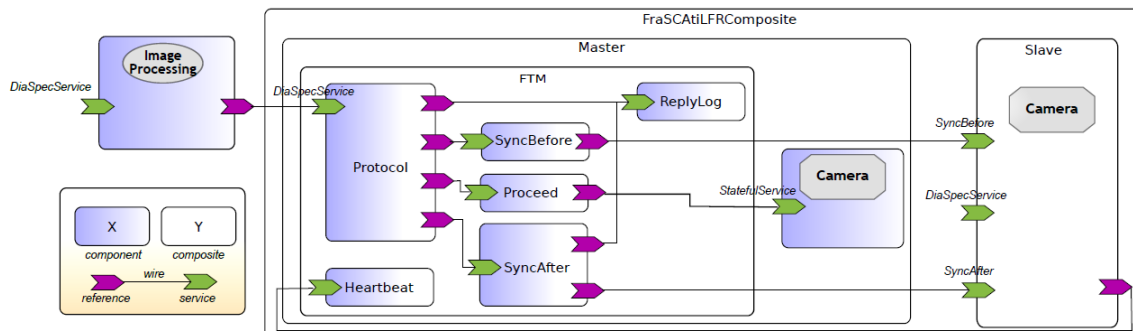 FraSCAtiLFRComposite
Master
Slave
FTM
Image
Processing
DiaSpecService
DiaSpecService
ReplyLog
Camera
SyncBefore
SyncBefore
Protocol
Camera
Proceed
StatefulService
DiaSpecService
X
Y
component
composite
SyncAfter
SyncAfter
wire
Heartbeat
reference
service